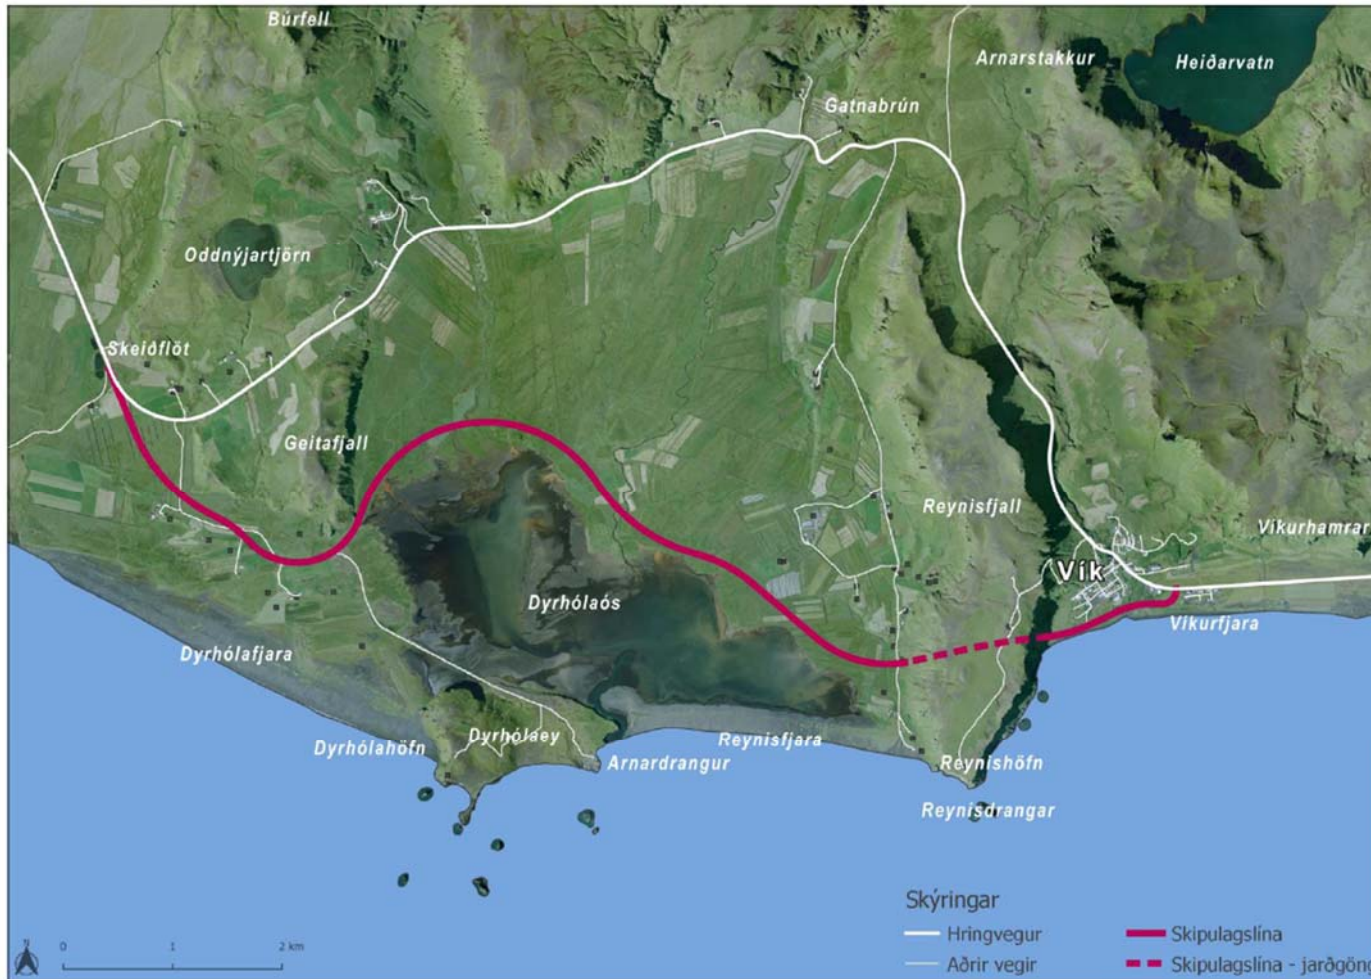 Búrfell
Arnarstakkur
Heiðarvatn
Gatnabrún
Oddnýjartjörn
Skeiðflöt
Geitafjall
Reynisfjall
Víkurhamrar
Vík
Dyrhólaós
Víkurfjara
Dyrhólafjara
Dyrhólahöfn
Dyrhólaey
Arnardrangur
Reynisfjara
Reynishöfn
Reynisdrangar
Skýringar
Hringvegur
Skipulagslína
Aðrir vegir
Skipulagslína - jarðgöng
N
0 1 2 km